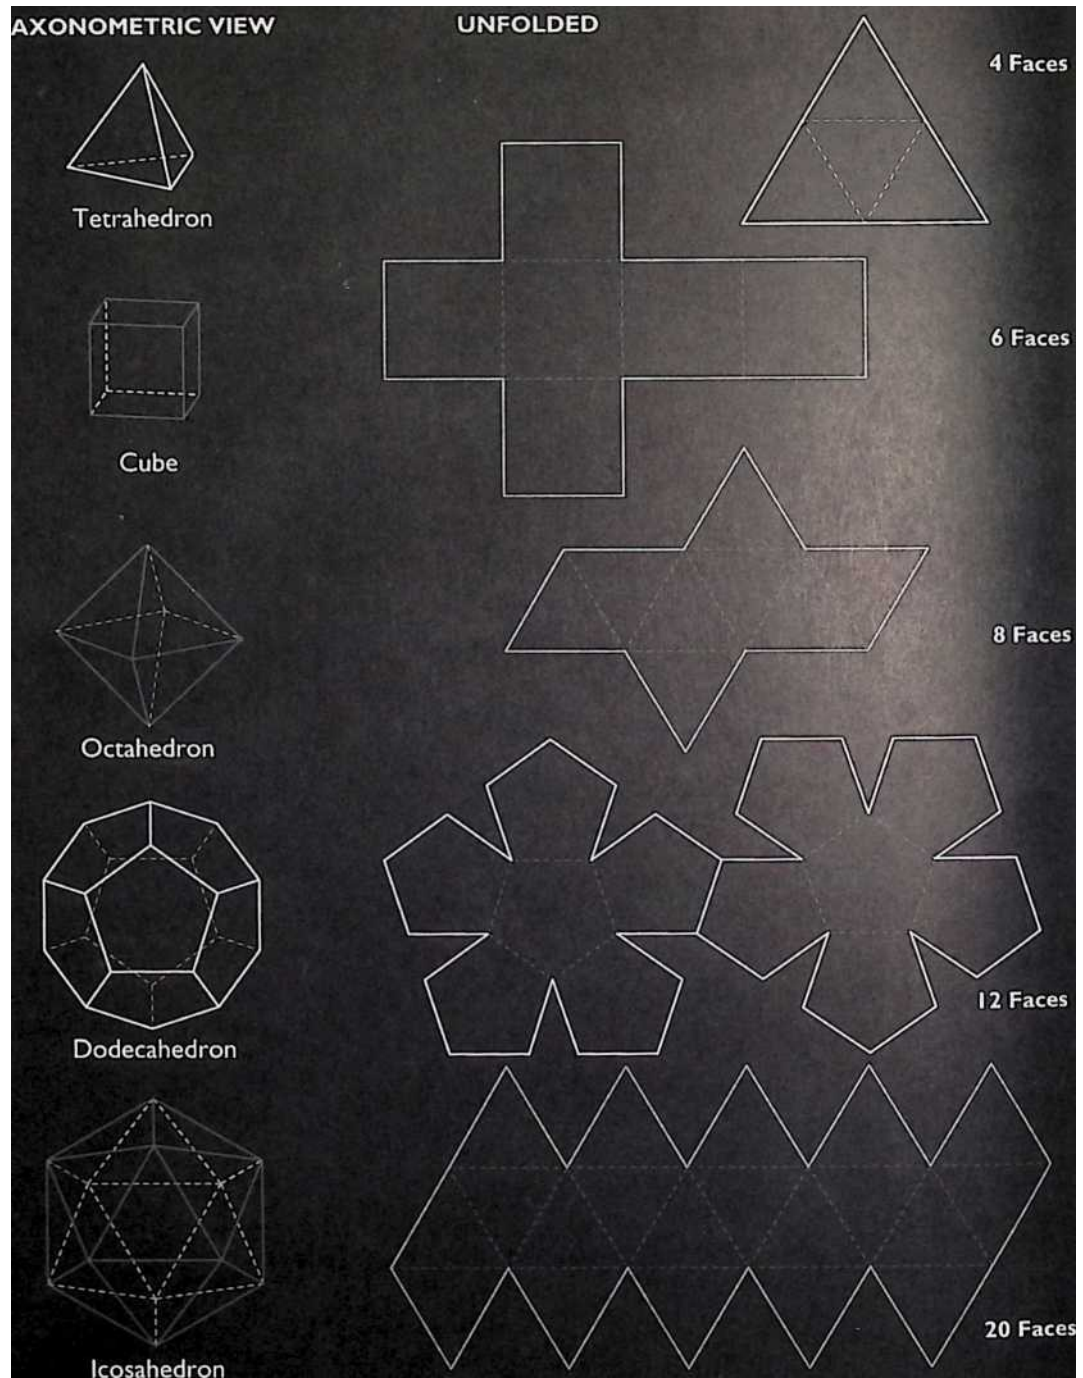 AXONOMETRIC VIEW
UNFOLDED
4 Faces
Tetrahedron
6 Faces
Cube
8 Faces
Octahedron
12 Faces
Dodecahedron
20 Faces
Icosahedron